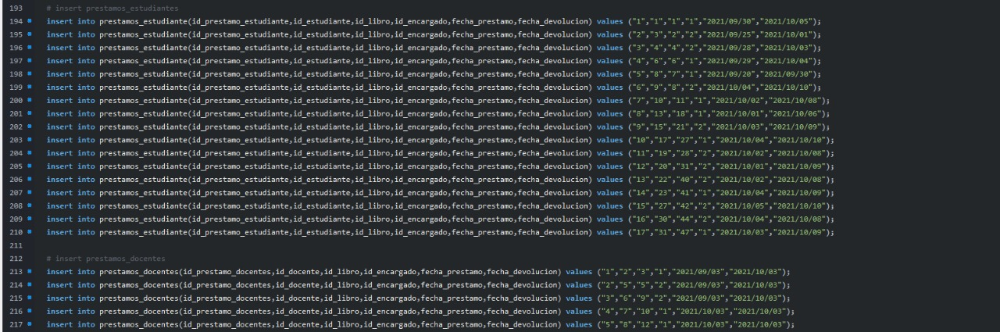 193 # insert prestamos_estudiantes
194 insert into prestamos_estudiante(id_prestamo_estudiante,id_estudiante,id_libro,id_encargado,fecha_prestamo,fecha_devolucion) values ("1","1","1","1","2021/09/30","2021/10/05");
195 insert into prestamos_estudiante(id_prestamo_estudiante,id_estudiante,id_libro,id_encargado,fecha_prestamo,fecha_devolucion) values ("2","3","2","2","2021/09/25","2021/10/01");
196 insert into prestamos_estudiante(id_prestamo_estudiante,id_estudiante,id_libro,id_encargado,fecha_prestamo,fecha_devolucion) values ("3","4","4","2","2021/09/28","2021/10/03");
197 insert into prestamos_estudiante(id_prestamo_estudiante,id_estudiante,id_libro,id_encargado,fecha_prestamo,fecha_devolucion) values ("4","6","6","1","2021/09/29","2021/10/04");
198 insert into prestamos_estudiante(id_prestamo_estudiante,id_estudiante,id_libro,id_encargado,fecha_prestamo,fecha_devolucion) values ("5","8","7","1","2021/09/20","2021/09/30");
199 insert into prestamos_estudiante(id_prestamo_estudiante,id_estudiante,id_libro,id_encargado,fecha_prestamo,fecha_devolucion) values ("6","9","8","2","2021/10/04","2021/10/10");
200 insert into prestamos_estudiante(id_prestamo_estudiante,id_estudiante,id_libro,id_encargado,fecha_prestamo,fecha_devolucion) values ("7","10","11","1","2021/10/02","2021/10/08");
201 insert into prestamos_estudiante(id_prestamo_estudiante,id_estudiante,id_libro,id_encargado,fecha_prestamo,fecha_devolucion) values ("8","13","18","1","2021/10/01","2021/10/06");
202 insert into prestamos_estudiante(id_prestamo_estudiante,id_estudiante,id_libro,id_encargado,fecha_prestamo,fecha_devolucion) values ("9","15","21","2","2021/10/03","2021/10/09");
203 insert into prestamos_estudiante(id_prestamo_estudiante,id_estudiante,id_libro,id_encargado,fecha_prestamo,fecha_devolucion) values ("10","17","27","1","2021/10/04","2021/10/10");
204 insert into prestamos_estudiante(id_prestamo_estudiante,id_estudiante,id_libro,id_encargado,fecha_prestamo,fecha_devolucion) values ("11","19","28","2","2021/10/02","2021/10/08");
205 insert into prestamos_estudiante(id_prestamo_estudiante,id_estudiante,id_libro,id_encargado,fecha_prestamo,fecha_devolucion) values ("12","20","31","2","2021/10/01","2021/10/09");
206 insert into prestamos_estudiante(id_prestamo_estudiante,id_estudiante,id_libro,id_encargado,fecha_prestamo,fecha_devolucion) values ("13","22","40","2","2021/10/02","2021/10/08");
207 insert into prestamos_estudiante(id_prestamo_estudiante,id_estudiante,id_libro,id_encargado,fecha_prestamo,fecha_devolucion) values ("14","23","41","1","2021/10/04","2021/10/09");
208 insert into prestamos_estudiante(id_prestamo_estudiante,id_estudiante,id_libro,id_encargado,fecha_prestamo,fecha_devolucion) values ("15","27","42","2","2021/10/05","2021/10/10");
209 insert into prestamos_estudiante(id_prestamo_estudiante,id_estudiante,id_libro,id_encargado,fecha_prestamo,fecha_devolucion) values ("16","30","44","2","2021/10/04","2021/10/08");
210 insert into prestamos_estudiante(id_prestamo_estudiante,id_estudiante,id_libro,id_encargado,fecha_prestamo,fecha_devolucion) values ("17","31","47","1","2021/10/03","2021/10/09");
211
212 # insert prestamos_docentes
213 insert into prestamos_docentes(id_prestamo_docentes,id_docente,id_libro,id_encargado,fecha_prestamo,fecha_devolucion) values ("1","2","3","1","2021/09/03","2021/10/03");
214 insert into prestamos_docentes(id_prestamo_docentes,id_docente,id_libro,id_encargado,fecha_prestamo,fecha_devolucion) values ("2","5","5","2","2021/09/03","2021/10/03");
215 insert into prestamos_docentes(id_prestamo_docentes,id_docente,id_libro,id_encargado,fecha_prestamo,fecha_devolucion) values ("3","6","9","2","2021/09/03","2021/10/03");
216 insert into prestamos_docentes(id_prestamo_docentes,id_docente,id_libro,id_encargado,fecha_prestamo,fecha_devolucion) values ("4","7","10","1","2021/10/03","2021/10/03");
217 insert into prestamos_docentes(id_prestamo_docentes,id_docente,id_libro,id_encargado,fecha_prestamo,fecha_devolucion) values ("5","8","12","1","2021/10/03","2021/10/03");